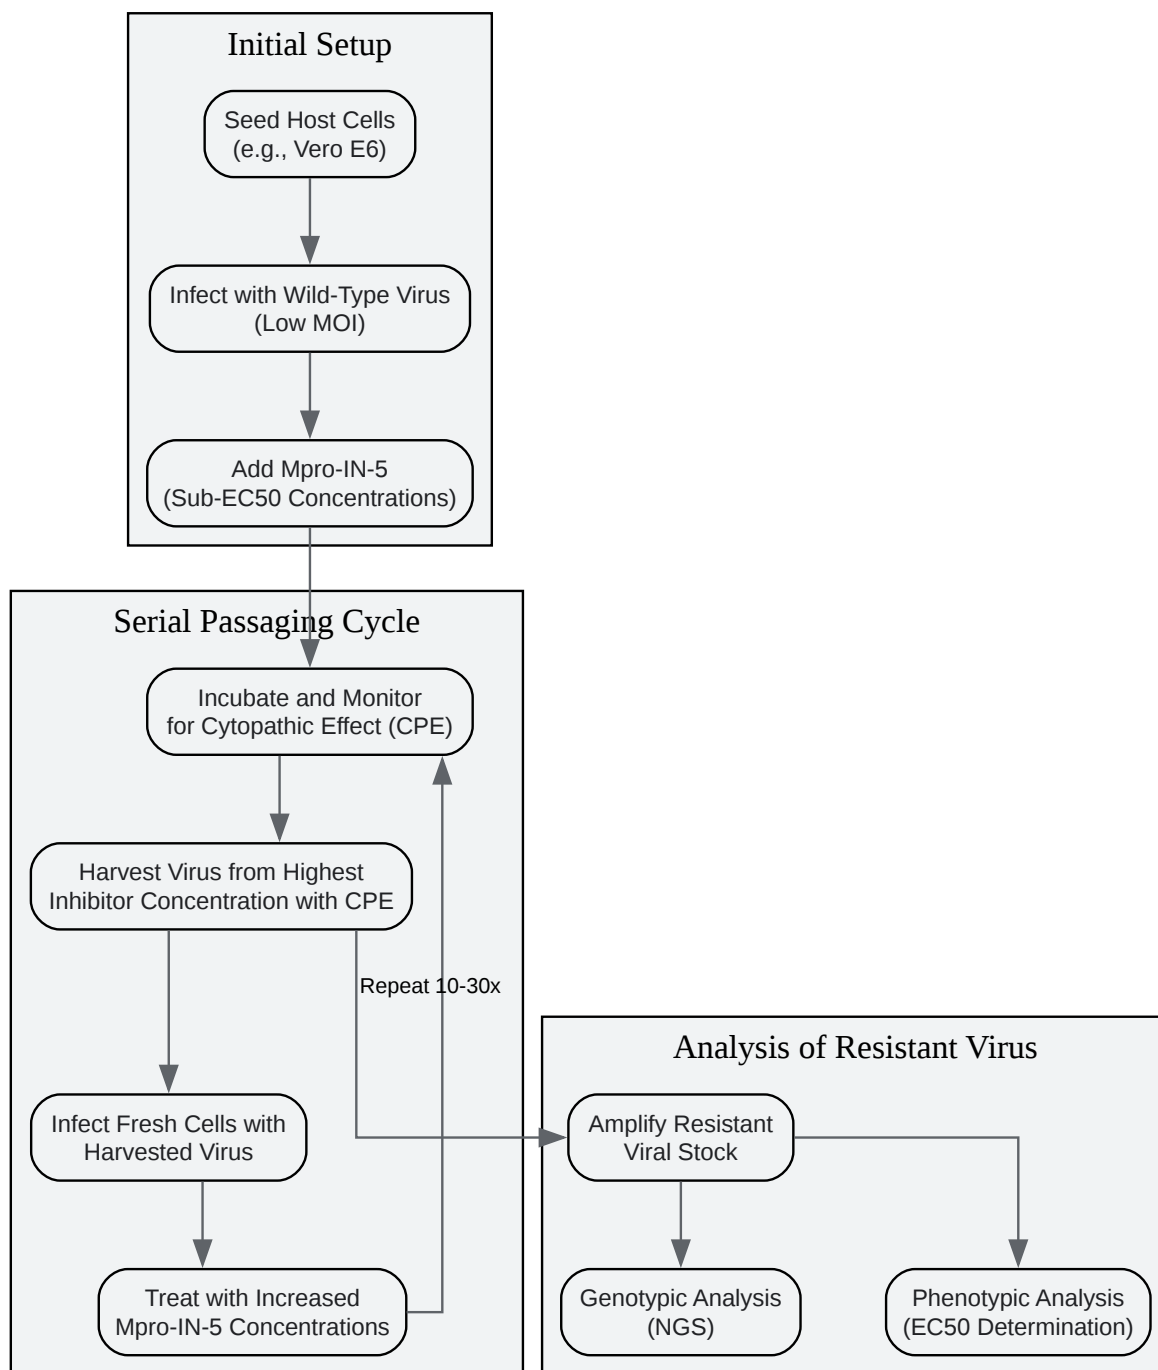 Initial Setup
Seed Host Cells
(e.g., Vero E6)
Infect with Wild-Type Virus
(Low MOI)
Add Mpro-IN-5
(Sub-EC50 Concentrations)
Serial Passaging Cycle
Incubate and Monitor
for Cytopathic Effect (CPE)
Harvest Virus from Highest
Inhibitor Concentration with CPE
Repeat 10-30x
Infect Fresh Cells with
Harvested Virus
Treat with Increased
Mpro-IN-5 Concentrations
Analysis of Resistant Virus
Amplify Resistant
Viral Stock
Genotypic Analysis
(NGS)
Phenotypic Analysis
(EC50 Determination)